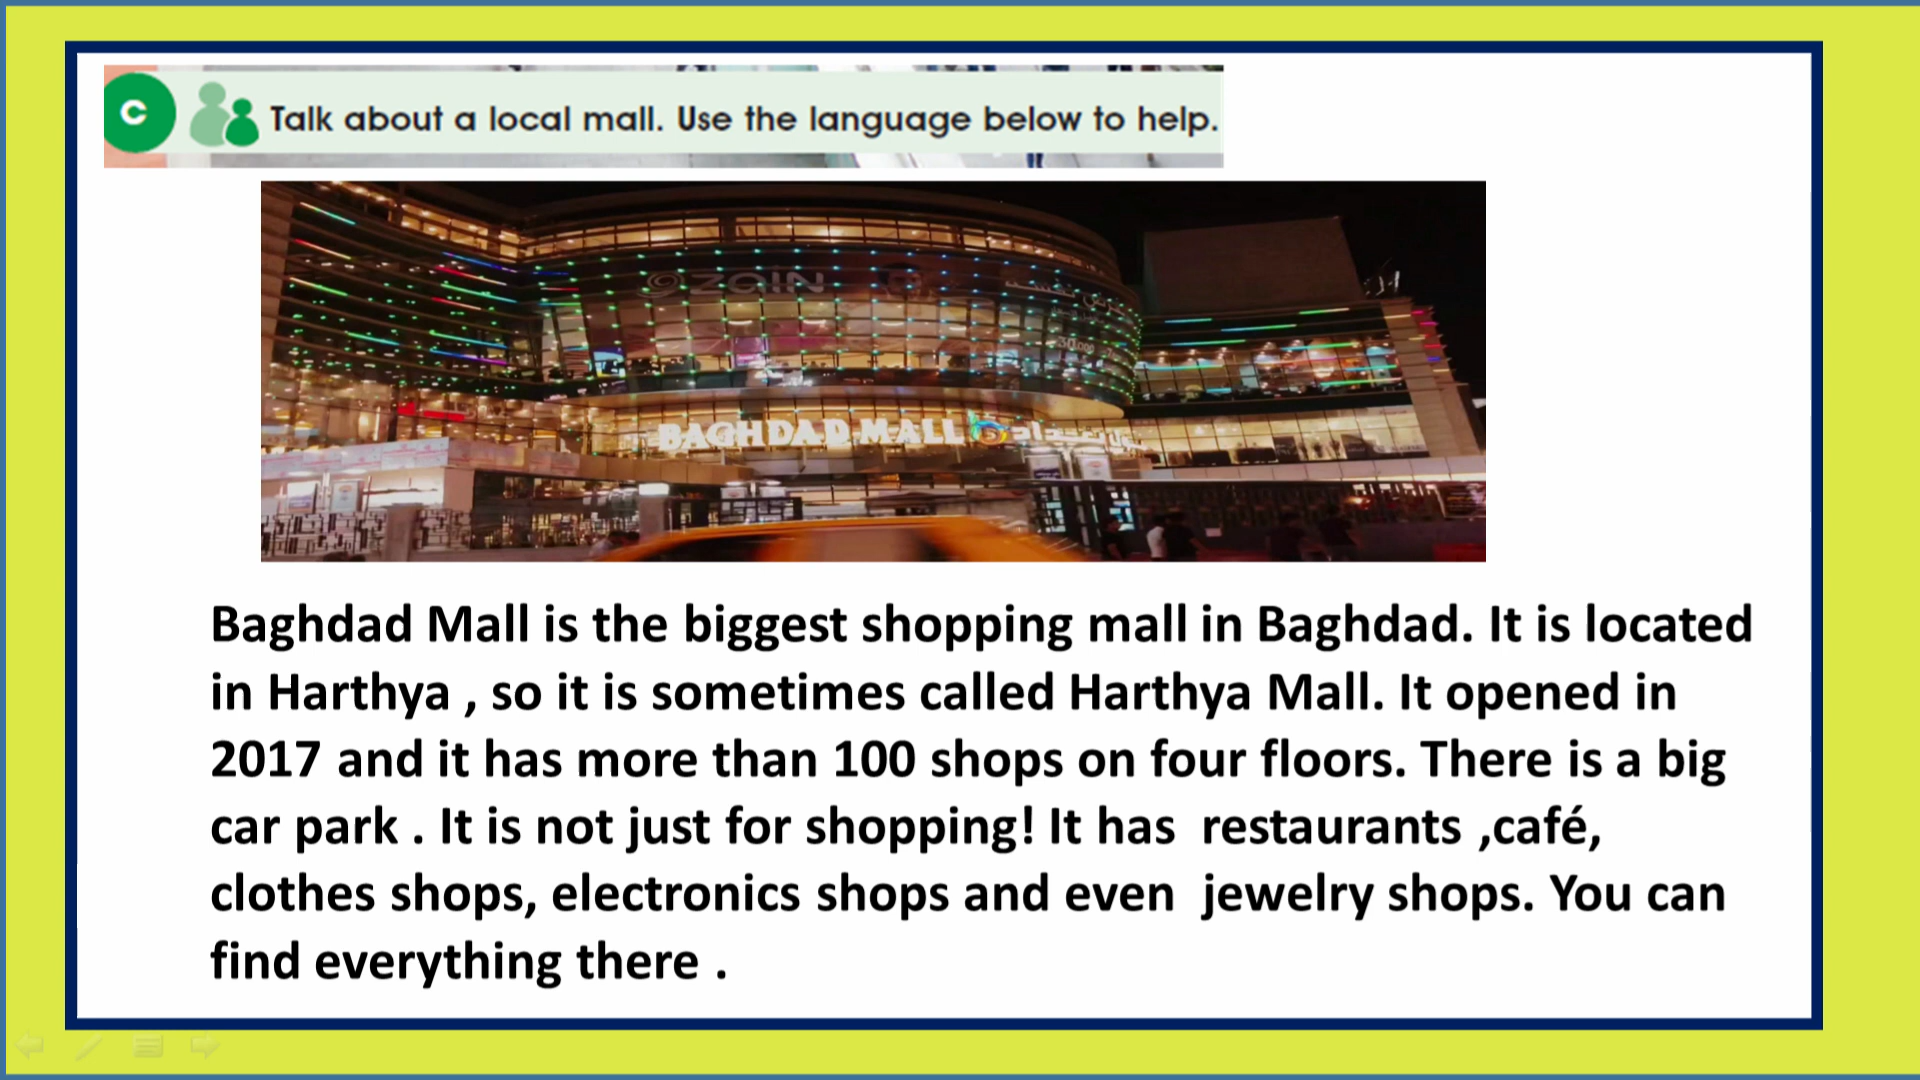 C
Talk about a local mall. Use the language below to help.
ZAIN
BAGHDAD MALL
Baghdad Mall is the biggest shopping mall in Baghdad. It is located
in Harthya , so it is sometimes called Harthya Mall. It opened in
2017 and it has more than 100 shops on four floors. There is a big
car park . It is not just for shopping! It has  restaurants ,café,
clothes shops, electronics shops and even  jewelry shops. You can
find everything there .